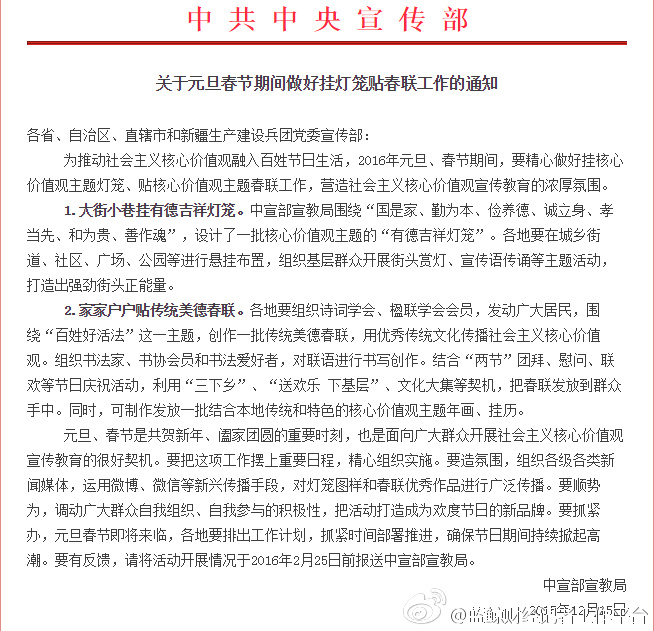 中共中央宣传部
关于元旦春节期间做好挂灯笼贴春联工作的通知
各省、自治区、直辖市和新疆生产建设兵团党委宣传部：
为推动社会主义核心价值观融入百姓节日生活，2016年元旦、春节期间，要精心做好挂核心
价值观主题灯笼、贴核心价值观主题春联工作，营造社会主义核心价值观宣传教育的浓厚氛围。
1. 大街小巷挂有德吉祥灯笼。中宣部宣教局围绕“国是家、勤为本、俭养德、诚立身、孝
当先、和为贵、善作魂”，设计了一批核心价值观主题的“有德吉祥灯笼”。各地要在城乡街
道、社区、广场、公园等进行悬挂布置，组织基层群众开展街头赏灯、宣传语传诵等主题活动，
打造出强劲街头正能量。
2. 家家户户贴传统美德春联。各地要组织诗词学会、楹联学会会员，发动广大居民，围
绕“百姓好活法”这一主题，创作一批传统美德春联，用优秀传统文化传播社会主义核心价值
观。组织书法家、书协会员和书法爱好者，对联语进行书写创作。结合“两节”团拜、慰问、联
欢等节日庆祝活动，利用“三下乡”、“送欢乐 下基层”、文化大集等契机，把春联发放到群众
手中。同时，可制作发放一批结合本地传统和特色的核心价值观主题年画、挂历。
元旦、春节是共贺新年、阖家团圆的重要时刻，也是面向广大群众开展社会主义核心价值观
宣传教育的很好契机。要把这项工作摆上重要日程，精心组织实施。要造氛围，组织各级各类新
闻媒体，运用微博、微信等新兴传播手段，对灯笼图样和春联优秀作品进行广泛传播。要顺势
为，调动广大群众自我组织、自我参与的积极性，把活动打造成为欢度节日的新品牌。要抓紧
办，元旦春节即将来临，各地要排出工作计划，抓紧时间部署推进，确保节日期间持续掀起高
潮。要有反馈，请将活动开展情况于2016年2月25日前报送中宣部宣教局。
中宣部宣教局
2015年12月15日